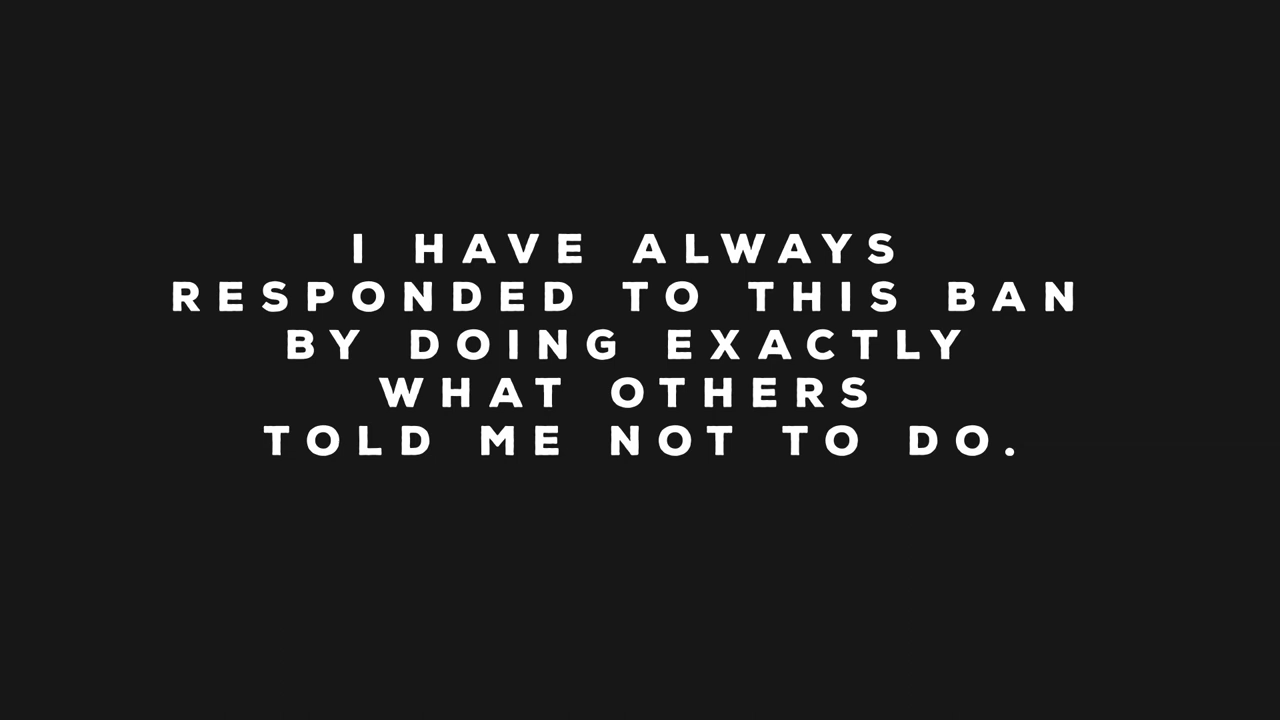 I HAVE ALWAYS
RESPONDED TO THIS BAN
BY DOING EXACTLY
WHAT OTHERS
TOLD ME NOT TO DO.